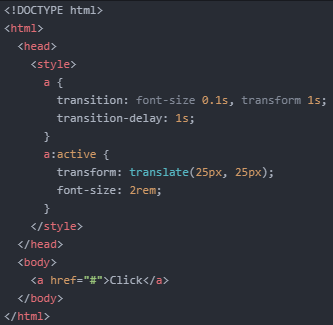 <!DOCTYPE html>
<html>
  <head>
    <style>
      a {
        transition: font-size 0.1s, transform 1s;
        transition-delay: 1s;
      }
      a:active {
        transform: translate(25px, 25px);
        font-size: 2rem;
      }
    </style>
  </head>
  <body>
    <a href="#">Click</a>
  </body>
</html>